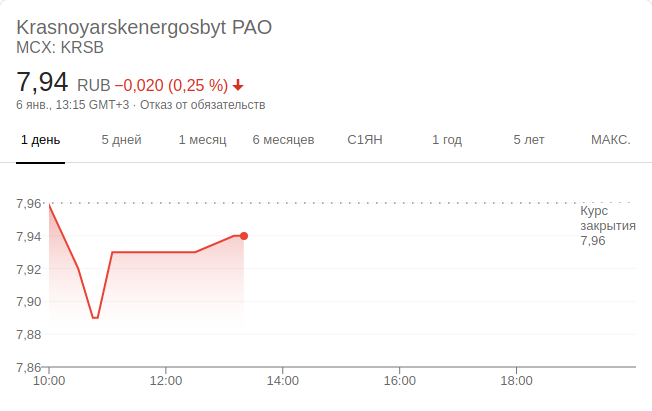 Krasnoyarskenergosbyt PAO
MCX: KRSB
7,94 RUB −0,020 (0,25 %)
6 янв., 13:15 GMT+3 · Отказ от обязательств
1 день 5 дней 1 месяц 6 месяцев С1ЯН 1 год 5 лет МАКС.
7,96
Курс
закрытия
7,96
7,94
7,92
7,90
7,88
7,86
10:00 12:00 14:00 16:00 18:00